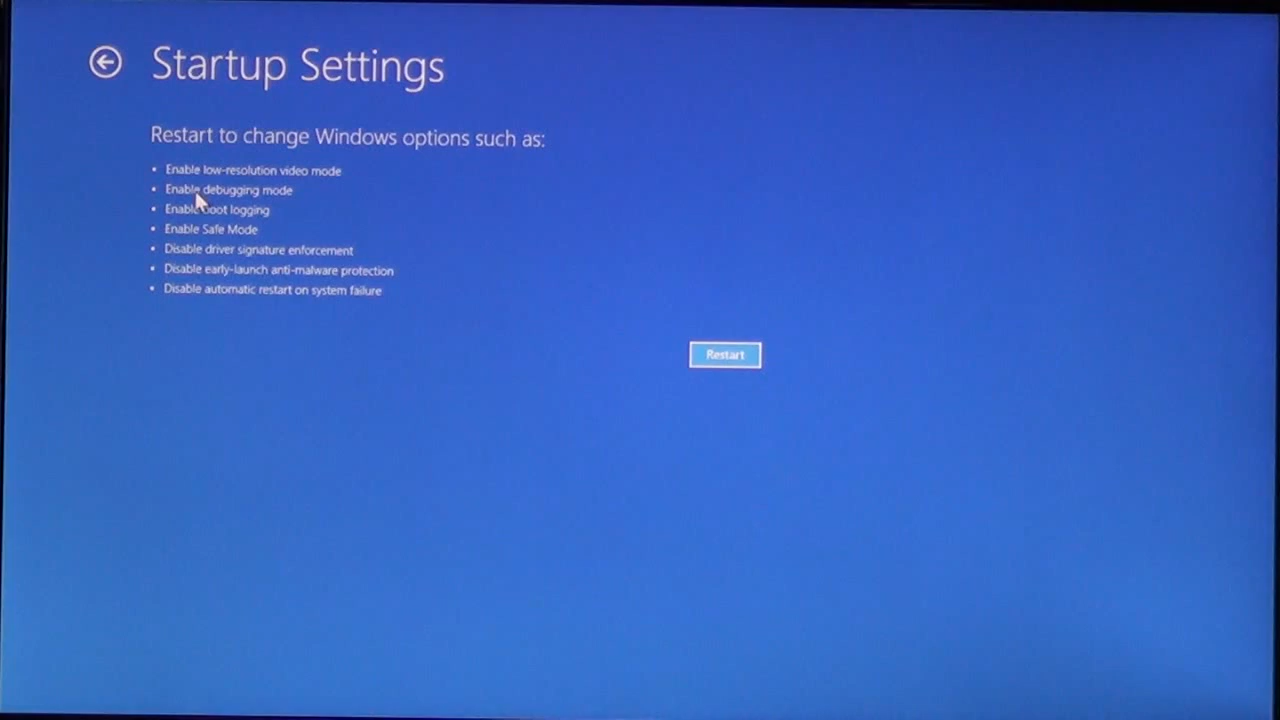 Startup Settings
Restart to change Windows options such as:
• Enable low-resolution video mode
• Enable debugging mode
• Enable boot logging
• Enable Safe Mode
• Disable driver signature enforcement
• Disable early-launch anti-malware protection
• Disable automatic restart on system failure
Restart